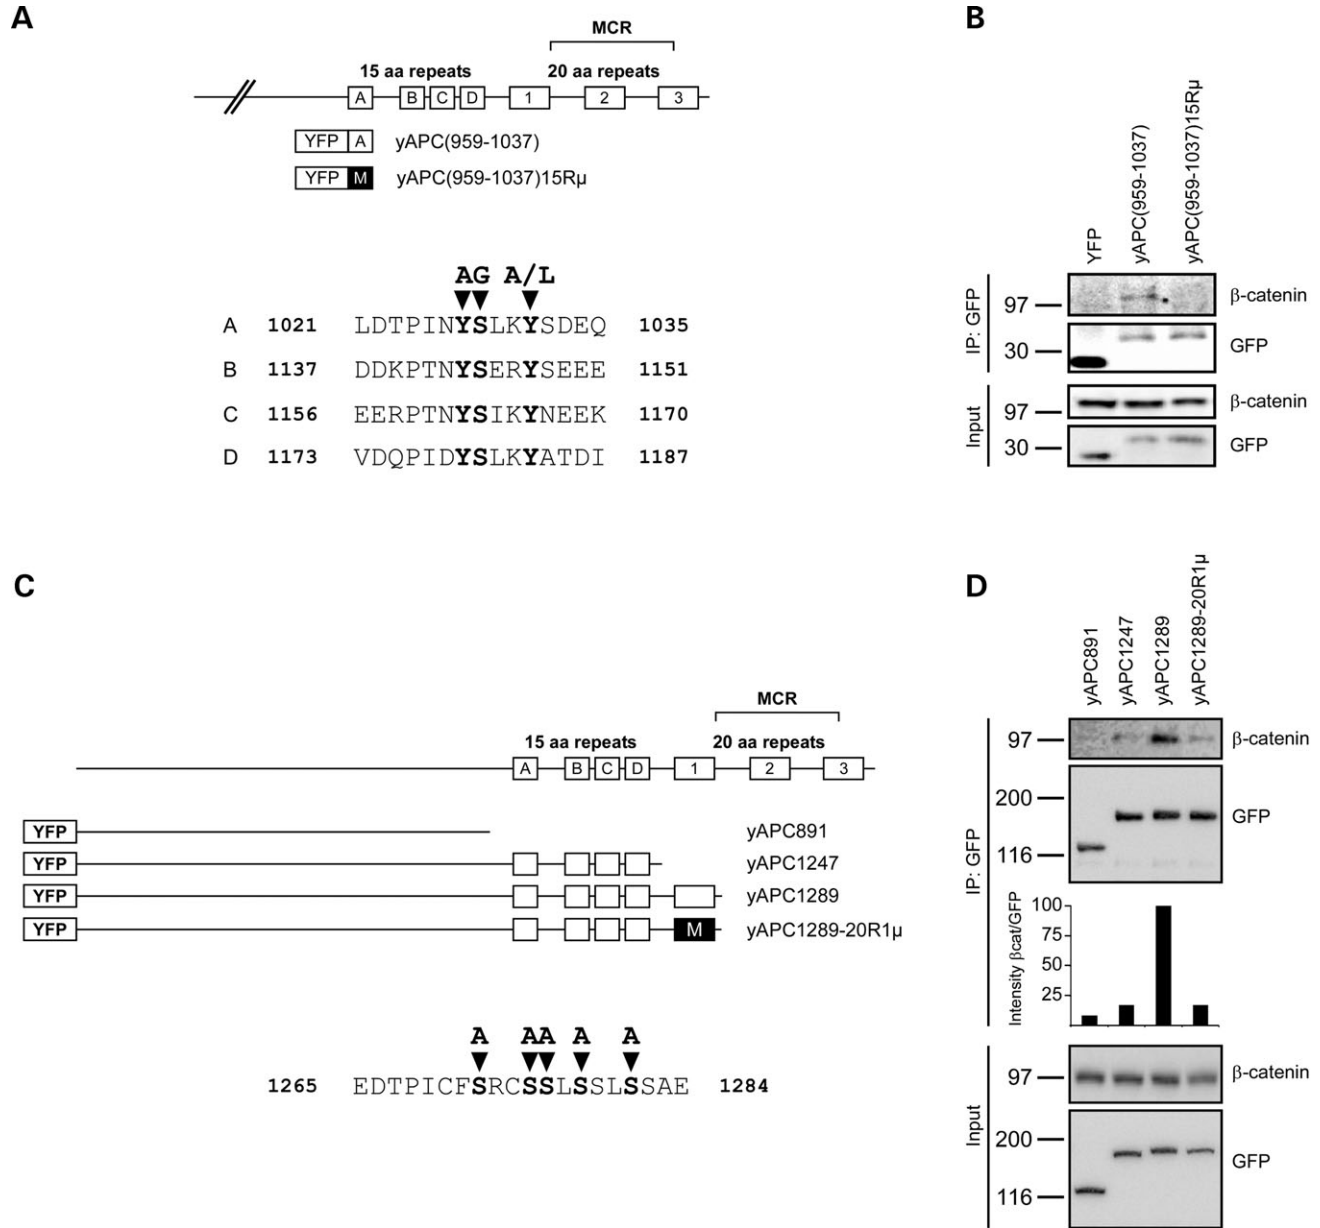 A
MCR
15 aa repeats 20 aa repeats
A B C D 1 2 3
YFP A yAPC(959-1037)
YFP M yAPC(959-1037)15Rμ
AG A/L
A 1021 LDTPINYSLKYSDEQ 1035
B 1137 DDKPTNYSERYSEEE 1151
C 1156 EERPTNYSIKYNEEK 1170
D 1173 VDQPIDYSLKYATDI 1187
B
YFP
yAPC(959-1037)
yAPC(959-1037)15Rμ
IP: GFP
97 β-catenin
30 GFP
Input
97 β-catenin
30 GFP
C
MCR
15 aa repeats 20 aa repeats
A B C D 1 2 3
YFP yAPC891
YFP yAPC1247
YFP yAPC1289
YFP M yAPC1289-20R1μ
A AA A A
1265 EDTPICFSRCSSLSSLSSAE 1284
D
yAPC891
yAPC1247
yAPC1289
yAPC1289-20R1μ
IP: GFP
97 β-catenin
200
GFP
116
Intensity βcat/GFP
100
75
50
25
Input
97 β-catenin
200
GFP
116